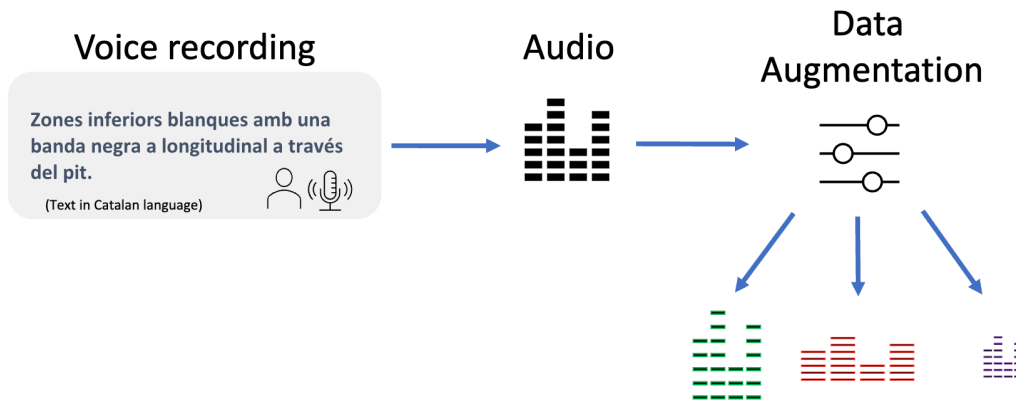 Voice recording
Zones inferiors blanques amb una
banda negra a longitudinal a través
del pit.
(Text in Catalan language)
Audio
Data
Augmentation